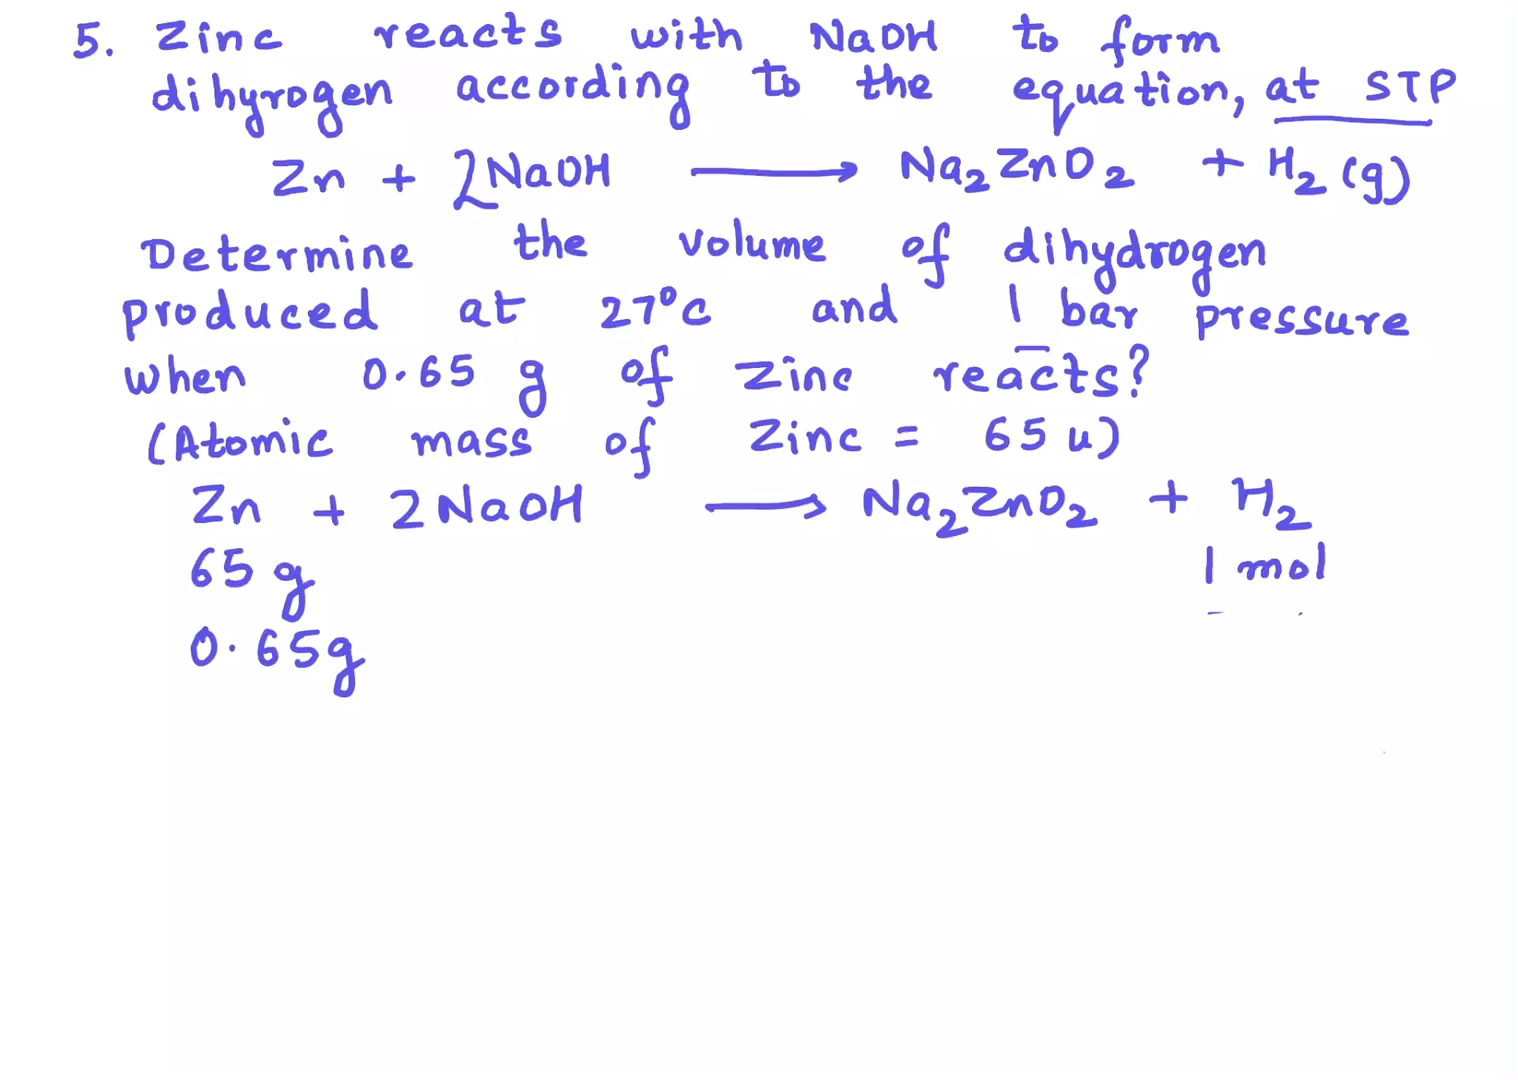 5. Zinc reacts with NaOH to form
dihyrogen according to the equation, at STP
Zn + 2NaOH ⟶ Na₂ZnO₂ + H₂ (g)
Determine the volume of dihydrogen
produced at 27°C and 1 bar pressure
when 0.65 g of zinc reacts?
(Atomic mass of Zinc = 65 u)
Zn + 2NaOH ⟶ Na₂ZnO₂ + H₂
65 g 1 mol
0.65g